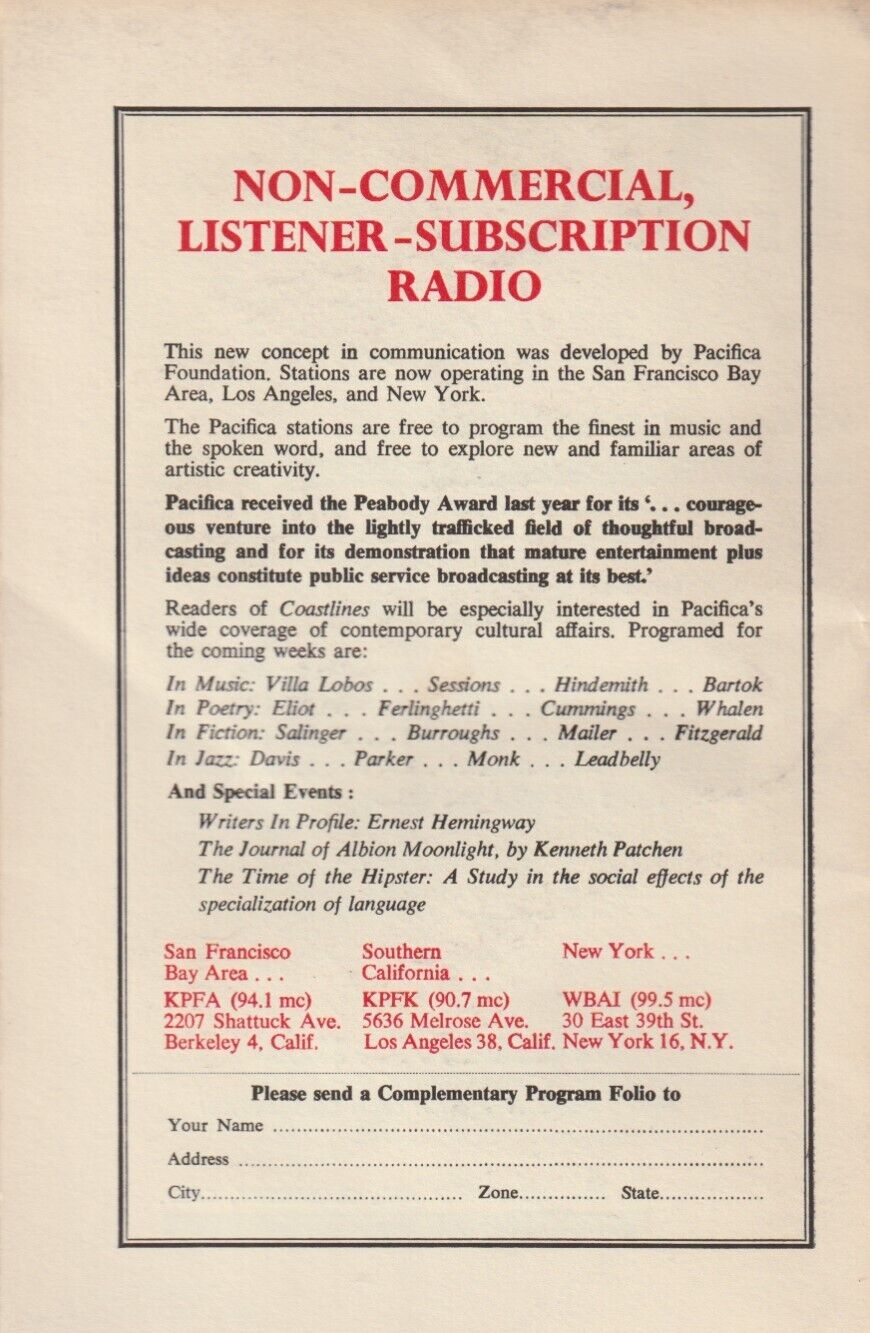 NON-COMMERCIAL,
LISTENER-SUBSCRIPTION
RADIO
This new concept in communication was developed by Pacifica
Foundation. Stations are now operating in the San Francisco Bay
Area, Los Angeles, and New York.
The Pacifica stations are free to program the finest in music and
the spoken word, and free to explore new and familiar areas of
artistic creativity.
Pacifica received the Peabody Award last year for its ‘. . . courage-
ous venture into the lightly trafficked field of thoughtful broad-
casting and for its demonstration that mature entertainment plus
ideas constitute public service broadcasting at its best.’
Readers of Coastlines will be especially interested in Pacifica's
wide coverage of contemporary cultural affairs. Programed for
the coming weeks are:
In Music: Villa Lobos . . . Sessions . . . Hindemith . . . Bartok
In Poetry: Eliot . . . Ferlinghetti . . . Cummings . . . Whalen
In Fiction: Salinger . . . Burroughs . . . Mailer . . . Fitzgerald
In Jazz: Davis . . . Parker . . . Monk . . . Leadbelly
And Special Events :
Writers In Profile: Ernest Hemingway
The Journal of Albion Moonlight, by Kenneth Patchen
The Time of the Hipster: A Study in the social effects of the
specialization of language
San Francisco
Bay Area . . .
KPFA (94.1 mc)
2207 Shattuck Ave.
Berkeley 4, Calif.
Southern
California . . .
KPFK (90.7 mc)
5636 Melrose Ave.
Los Angeles 38, Calif.
New York . . .
WBAI (99.5 mc)
30 East 39th St.
New York 16, N.Y.
Please send a Complementary Program Folio to
Your Name ........................................
Address ........................................
City.................... Zone............... State..................